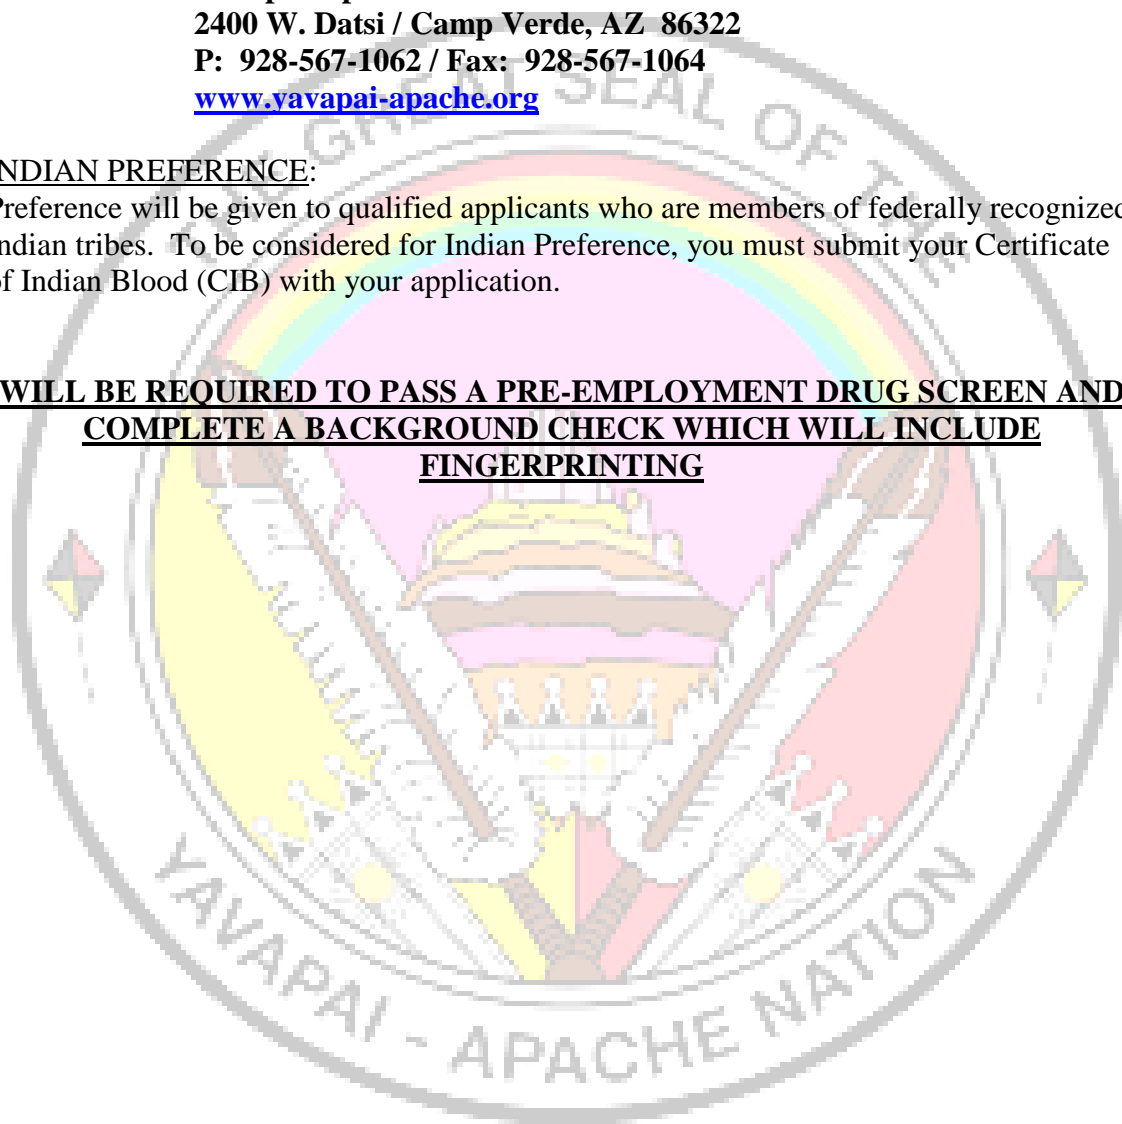 2400 W. Datsi / Camp Verde, AZ 86322
P: 928-567-1062 / Fax: 928-567-1064
www.yavapai-apache.org
NDIAN PREFERENCE:
Preference will be given to qualified applicants who are members of federally recognized
ndian tribes. To be considered for Indian Preference, you must submit your Certificate
of Indian Blood (CIB) with your application.
WILL BE REQUIRED TO PASS A PRE-EMPLOYMENT DRUG SCREEN AND
COMPLETE A BACKGROUND CHECK WHICH WILL INCLUDE
FINGERPRINTING
THE GREAT SEAL OF THE
YAVAPAI - APACHE NATION